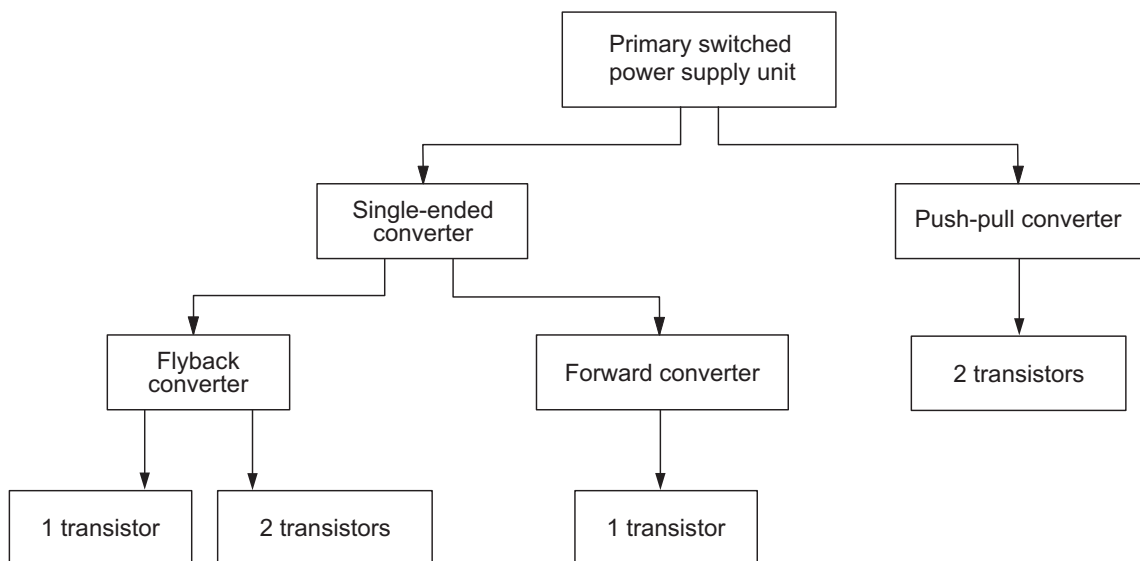 Primary switched
power supply unit
Single-ended
converter
Push-pull converter
Flyback
converter
Forward converter
2 transistors
1 transistor
2 transistors
1 transistor